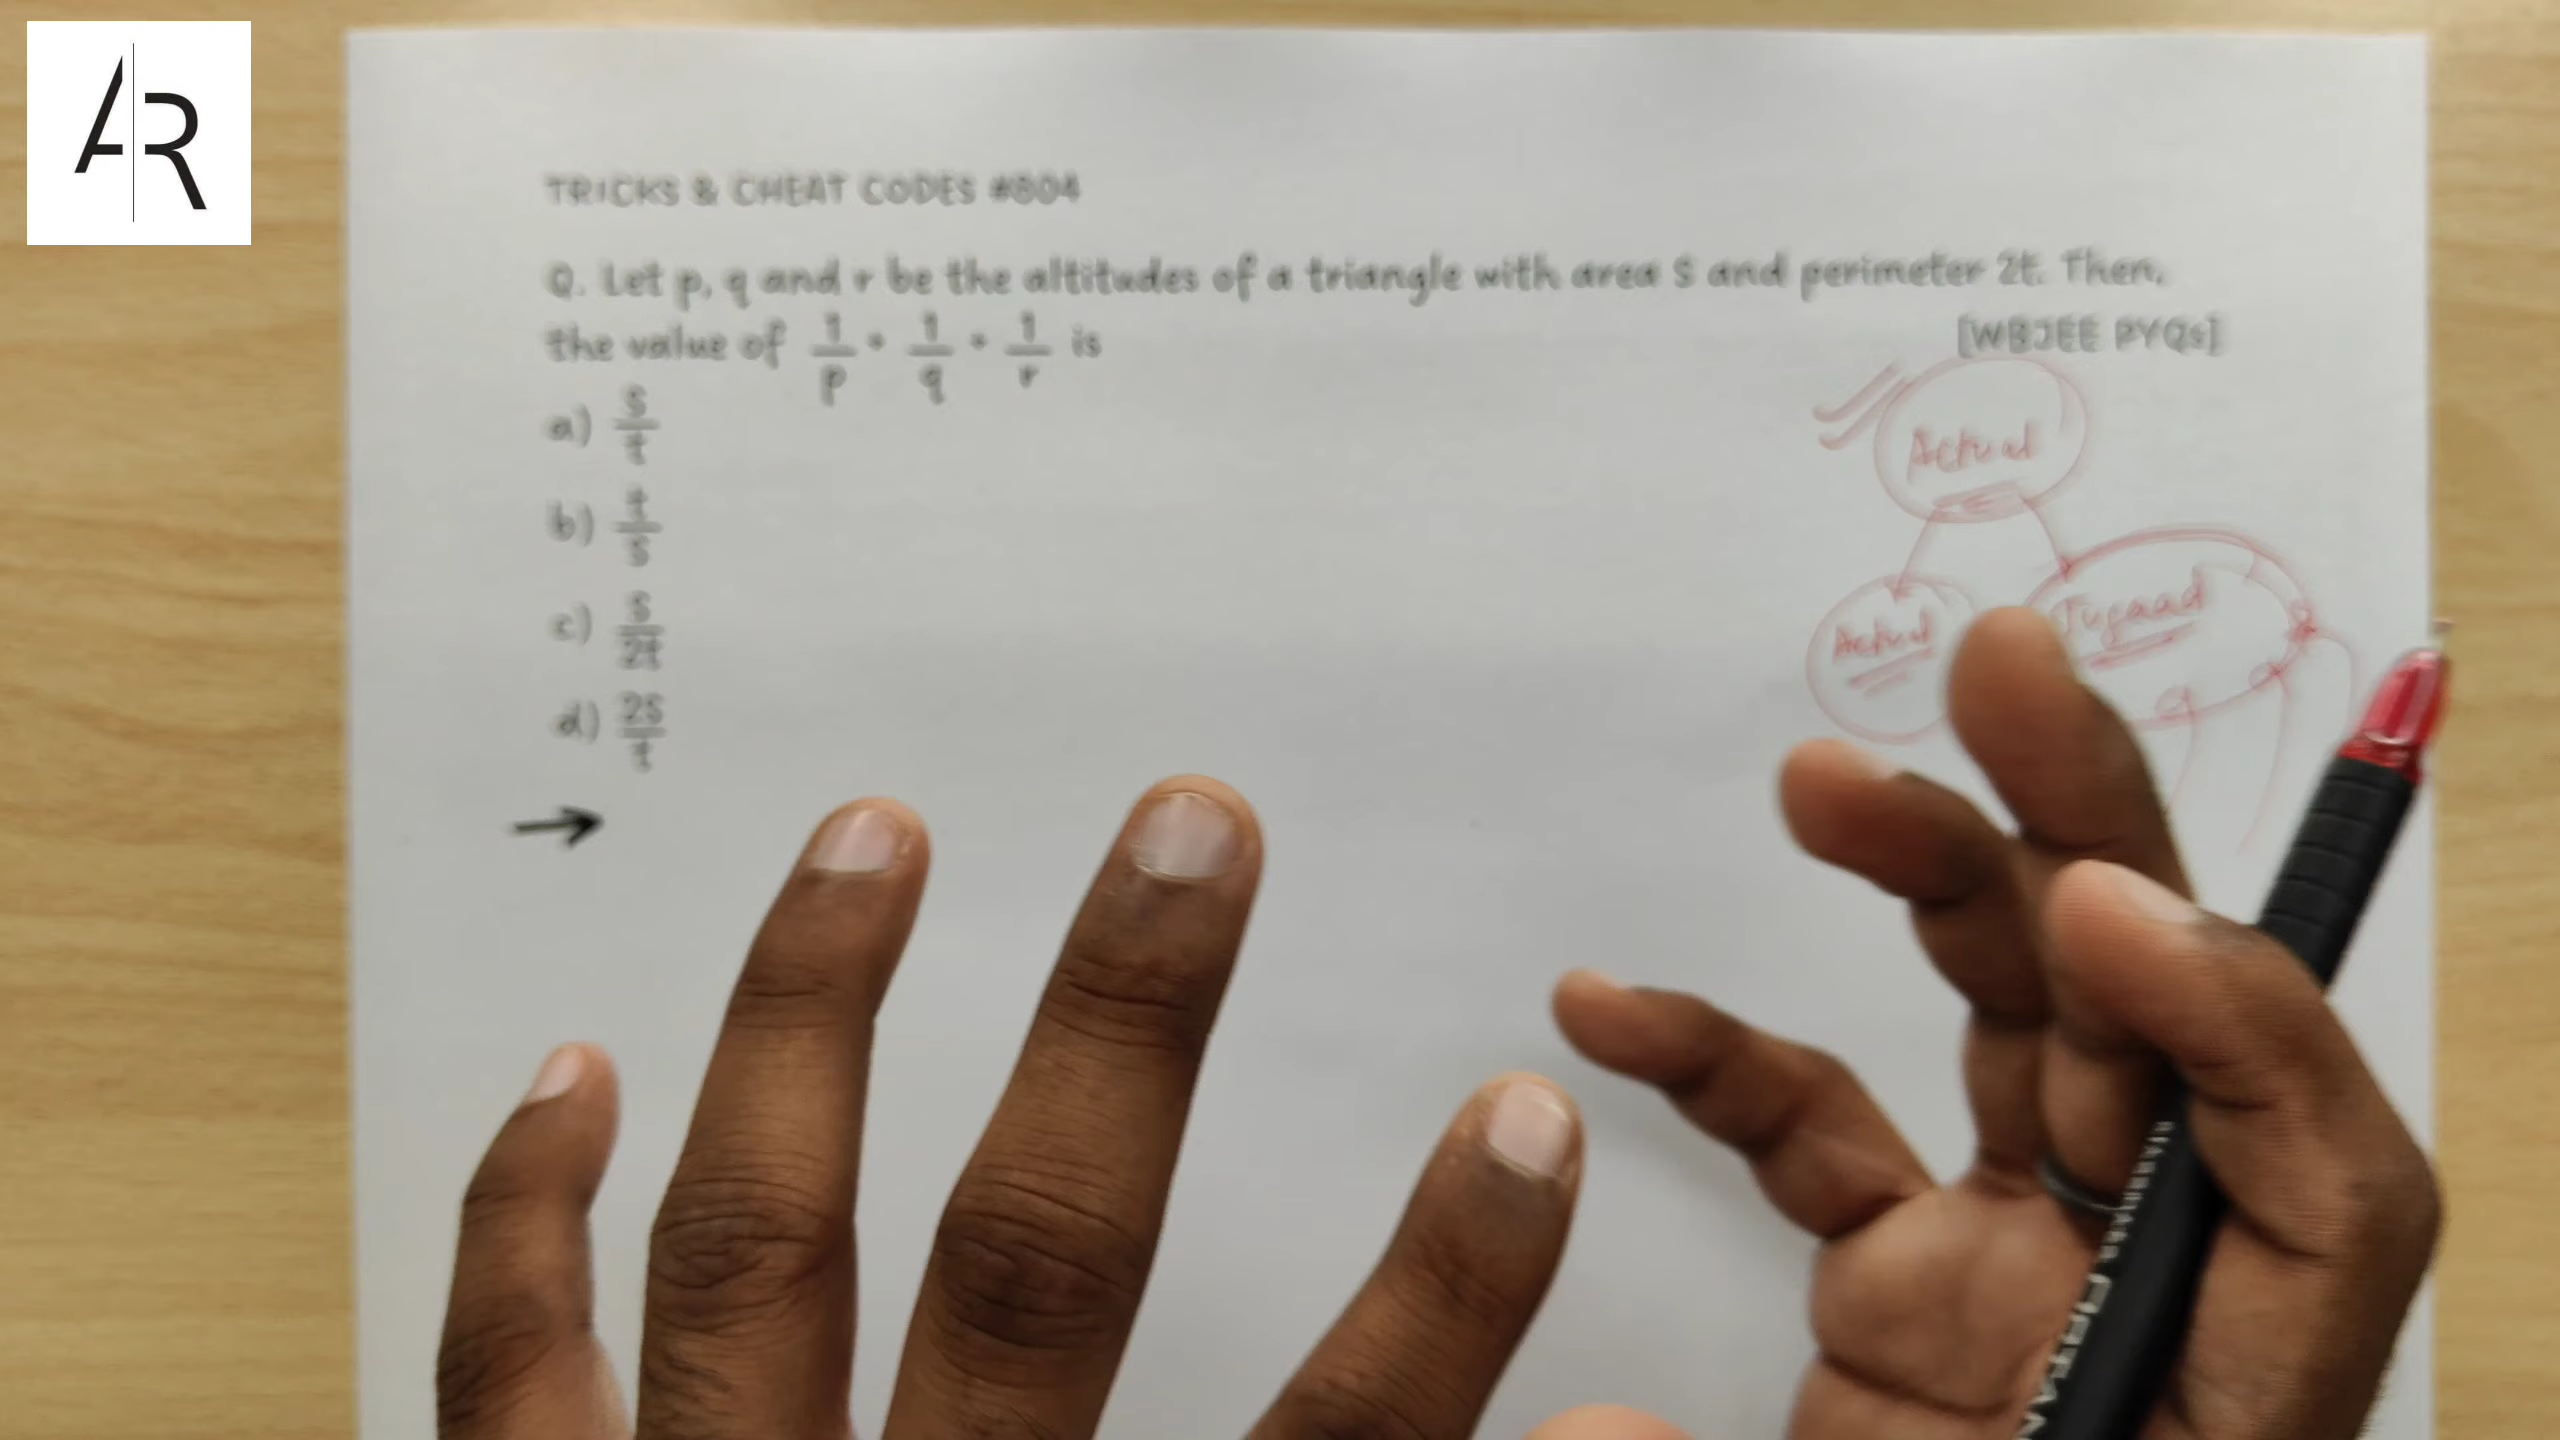 AR
TRICKS & CHEAT CODES #804
Q. Let p, q and r be the altitudes of a triangle with area S and perimeter 2t. Then,
the value of 1/p + 1/q + 1/r is
[WBJEE PYQs]
a) S/t
b) t/S
c) S/2t
d) 2S/t
Actual
Actual
Jugaad